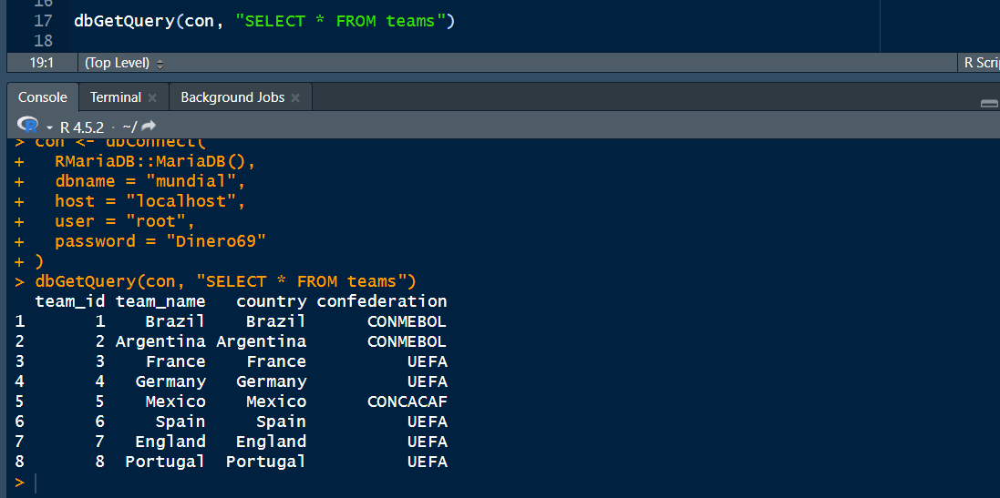 16
17 dbGetQuery(con, "SELECT * FROM teams")
18
19:1 (Top Level) R Scri
Console Terminal × Background Jobs ×
R 4.5.2 · ~/
> con <- dbConnect(
+   RMariaDB::MariaDB(),
+   dbname = "mundial",
+   host = "localhost",
+   user = "root",
+   password = "Dinero69"
+ )
> dbGetQuery(con, "SELECT * FROM teams")
  team_id team_name   country confederation
1       1    Brazil    Brazil      CONMEBOL
2       2 Argentina Argentina      CONMEBOL
3       3    France    France          UEFA
4       4   Germany   Germany          UEFA
5       5    Mexico    Mexico      CONCACAF
6       6     Spain     Spain          UEFA
7       7   England   England          UEFA
8       8  Portugal  Portugal          UEFA
>